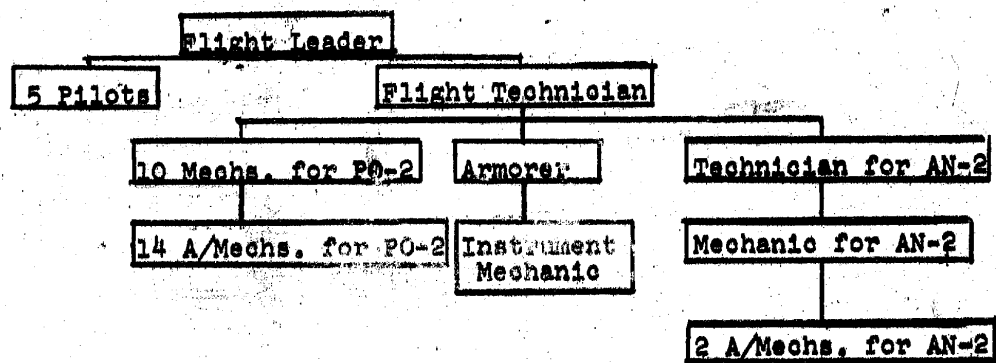 Flight Leader
5 Pilots
Flight Technician
10 Mechs. for PO-2
Armorer
Technician for AN-2
14 A/Mechs. for PO-2
Instrument
Mechanic
Mechanic for AN-2
2 A/Mechs. for AN-2